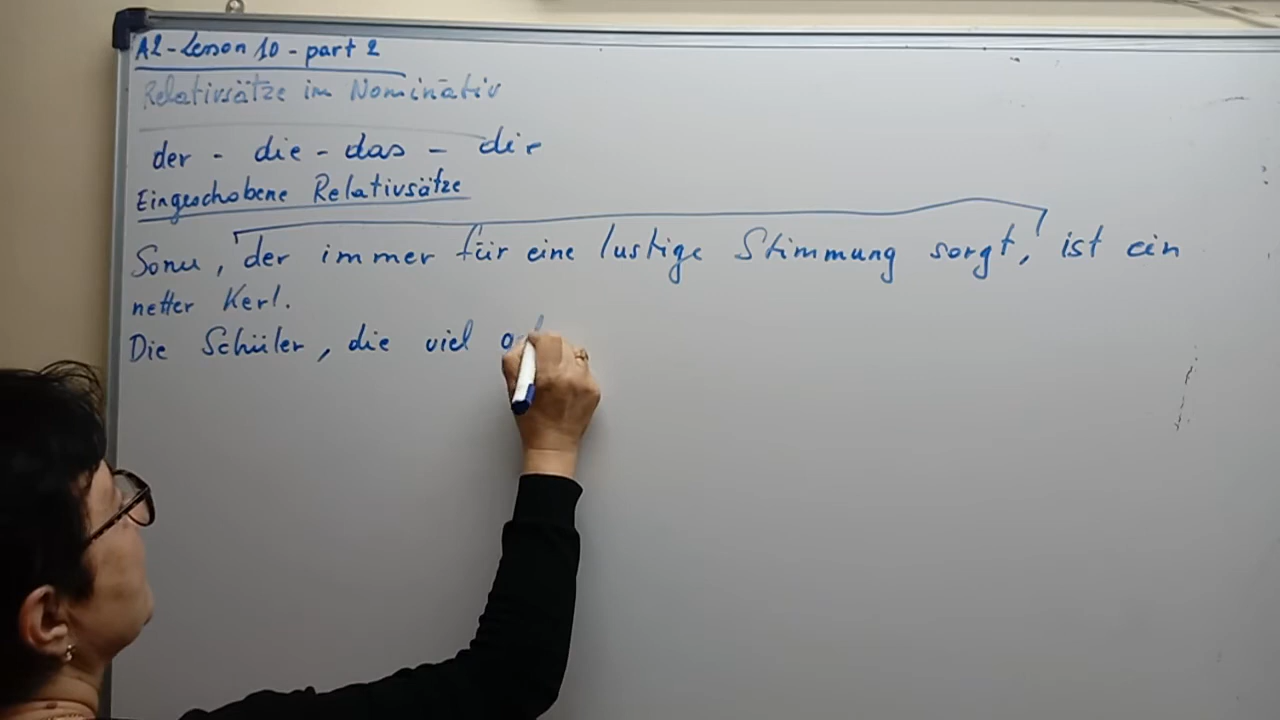 A2 - Lesson 10 - part 2
Relativsätze im Nominativ
der - die - das - die
Eingeschobene Relativsätze
Sonu, der immer für eine lustige Stimmung sorgt, ist ein
netter Kerl.
Die Schüler, die viel